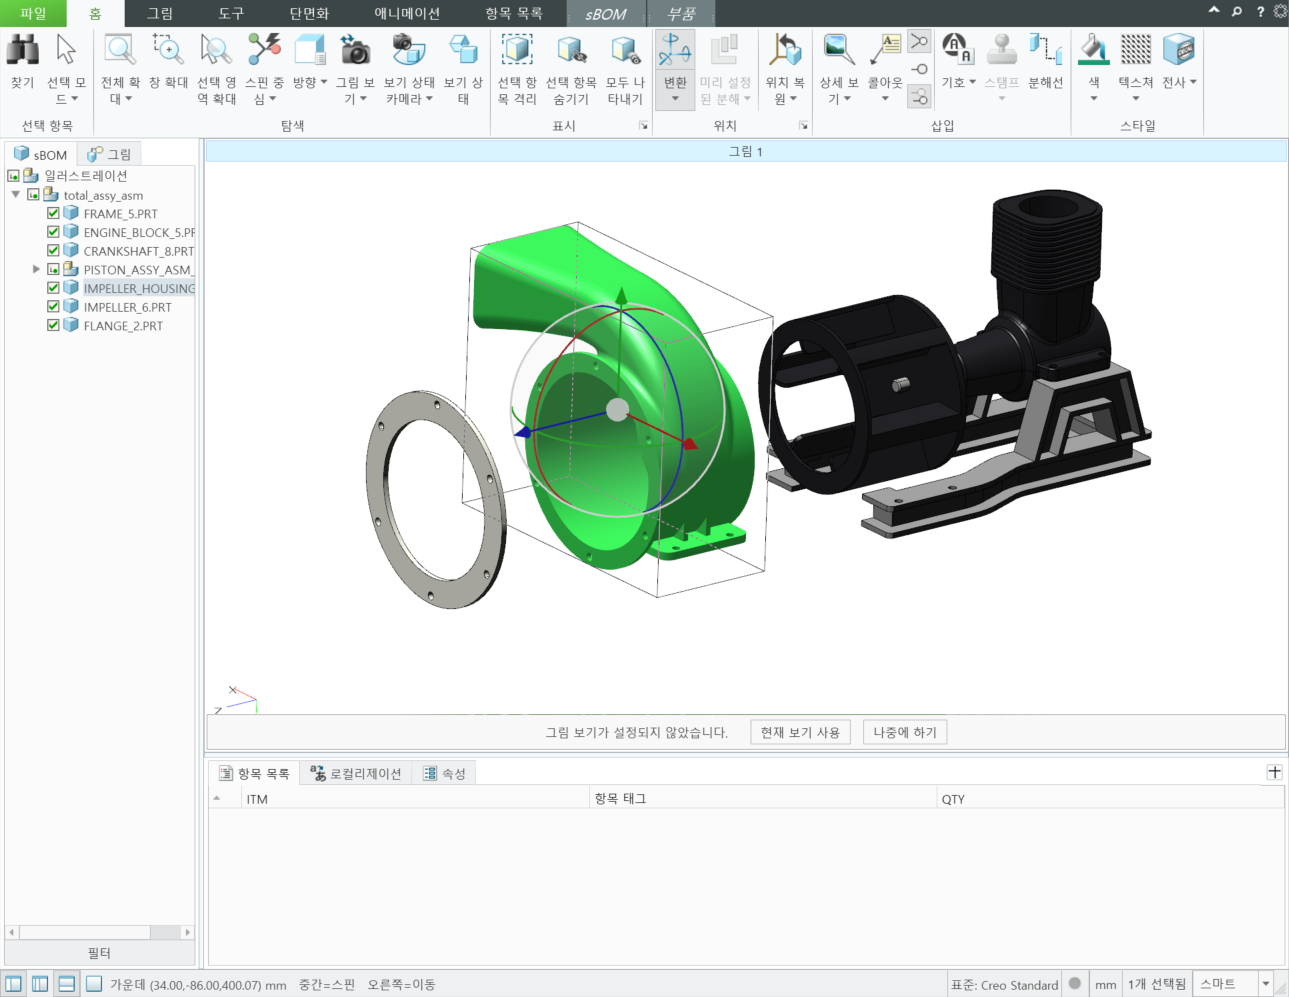 파일 홈 그림 도구 단면화 애니메이션 항목 목록 sBOM 부품
찾기 선택 모드 전체 확대 창 확대 선택 영역 확대 스핀 중심 방향 그림 보기 보기 상태 카메라 보기 상태 선택 항목 격리 선택 항목 숨기기 모두 나타내기 변환 미리 설정된 분해 위치 복원 상세 보기 콜아웃 기호 스탬프 분해선 색 텍스쳐 전사
선택 항목 탐색 표시 위치 삽입 스타일
sBOM 그림
그림 1
일러스트레이션
total_assy_asm
FRAME_5.PRT
ENGINE_BLOCK_5.PR
CRANKSHAFT_8.PRT
PISTON_ASSY_ASM_
IMPELLER_HOUSING
IMPELLER_6.PRT
FLANGE_2.PRT
X
Z
그림 보기가 설정되지 않았습니다. 현재 보기 사용 나중에 하기
항목 목록 로컬리제이션 속성
ITM 항목 태그 QTY
필터
가운데 (34.00,-86.00,400.07) mm 중간=스핀 오른쪽=이동 표준: Creo Standard mm 1개 선택됨 스마트